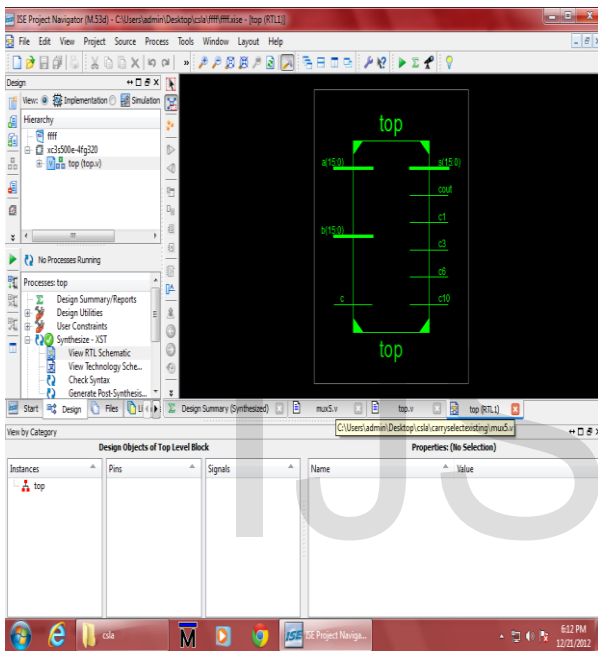 ISE Project Navigator (M.53d) - C:\Users\admin\Desktop\csla\ffff\ffff.xise - [top (RTL1)]
File Edit View Project Source Process Tools Window Layout Help
Design
View: Implementation Simulation
Hierarchy
ffff
xc3s500e-4fg320
top (top.v)
No Processes Running
Processes: top
Design Summary/Reports
Design Utilities
User Constraints
Synthesize - XST
View RTL Schematic
View Technology Sche...
Check Syntax
Generate Post-Synthesis...
top
a(15:0)
s(15:0)
cout
c1
b(15:0)
c3
c6
c
c10
top
Start Design Files Li
Design Summary (Synthesized) mux5.v top.v top (RTL1)
C:\Users\admin\Desktop\csla\carryselectexisting\mux5.v
View by Category
Design Objects of Top Level Block
Properties: (No Selection)
Instances Pins Signals Name Value
top
IJS
csla M ISE ISE Project Naviga...
6:12 PM
12/21/2012